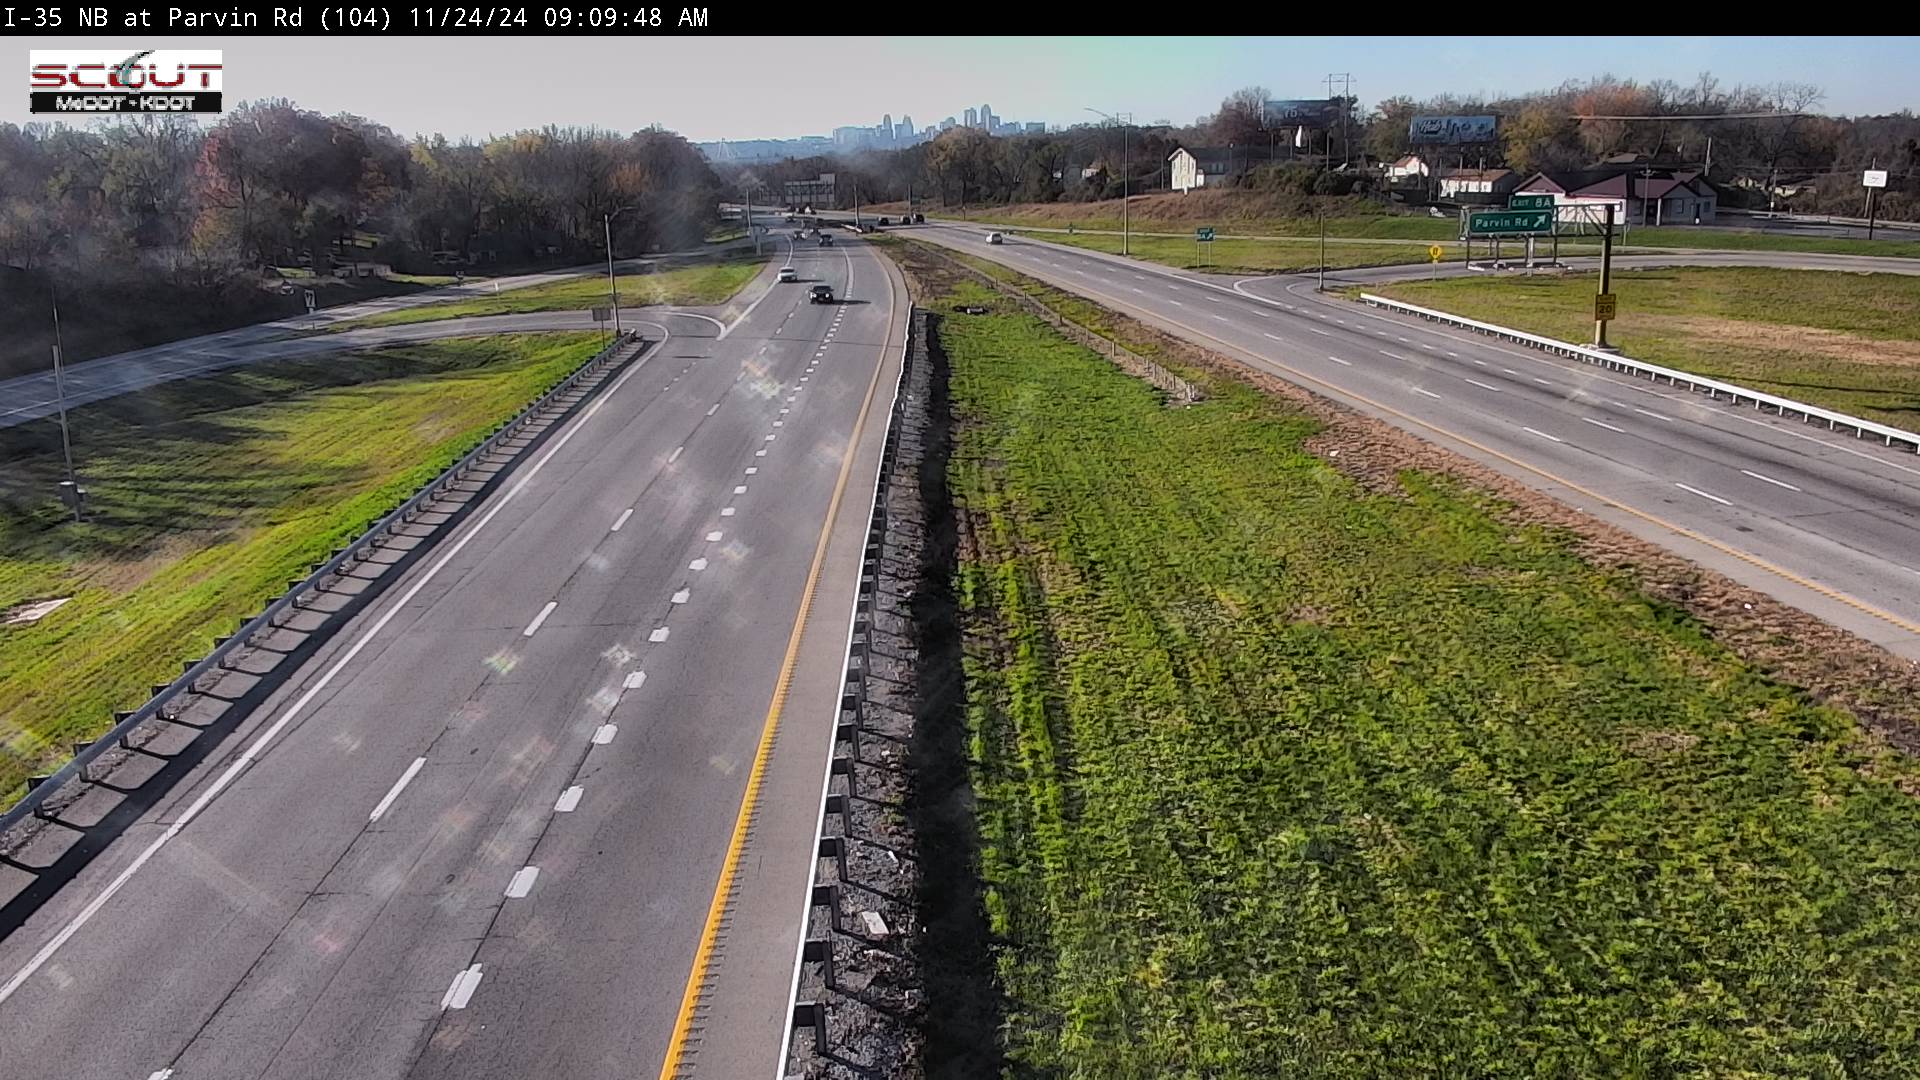 I-35 NB at Parvin Rd (104) 11/24/24 09:09:48 AM
SCOUT
MoDOT - KDOT
EXIT 8A
Parvin Rd
20